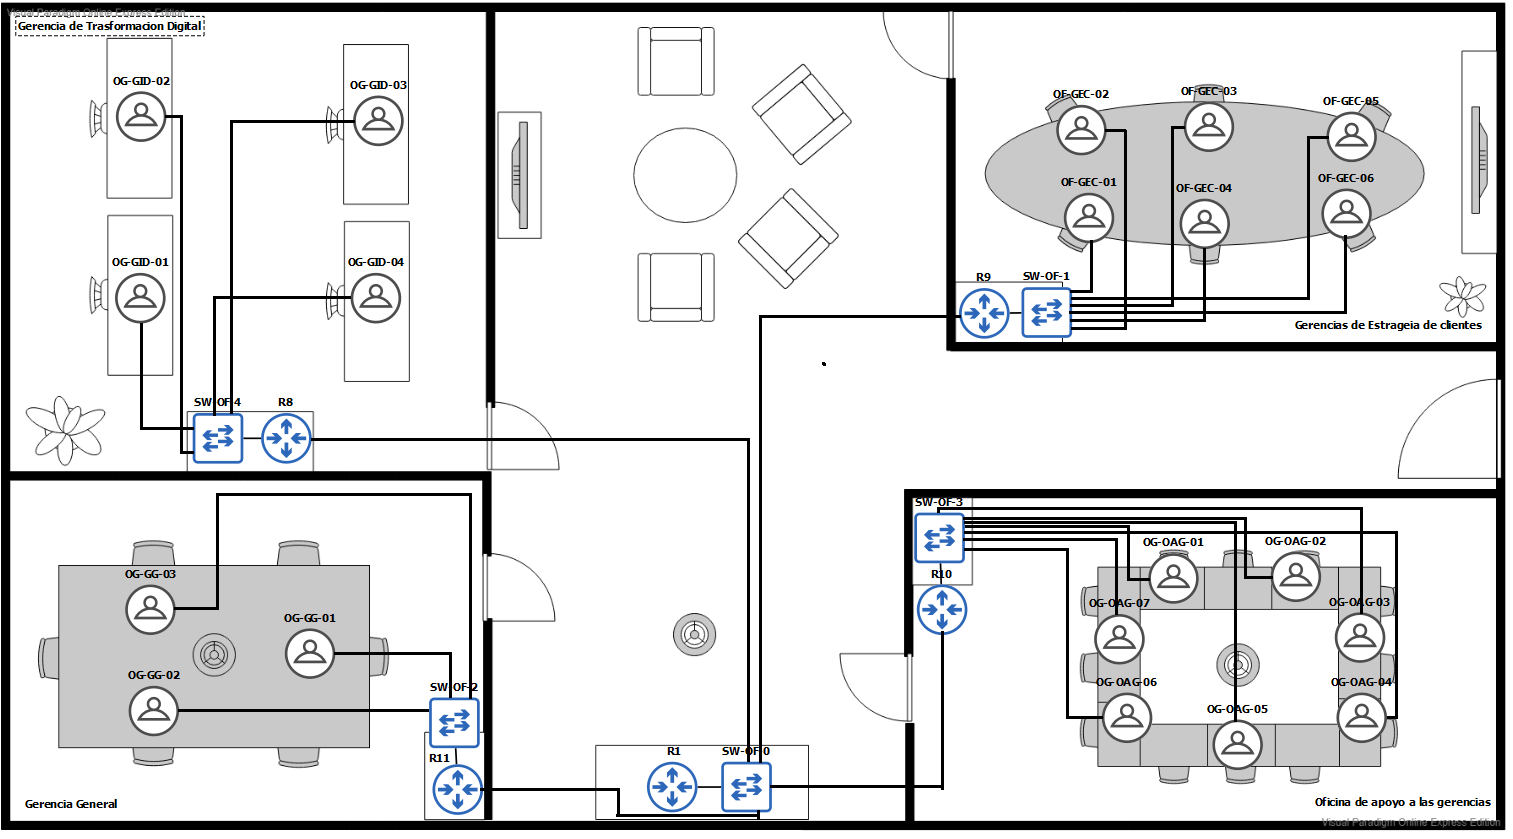 Visual Paradigm Online Express Edition
Gerencia de Trasformacion Digital
OG-GID-02
OG-GID-03
OG-GID-01
OG-GID-04
SW-OF-4
R8
OF-GEC-02
OF-GEC-03
OF-GEC-05
OF-GEC-01
OF-GEC-04
OF-GEC-06
R9
SW-OF-1
Gerencias de Estrageia de clientes
OG-GG-03
OG-GG-01
OG-GG-02
SW-OF-2
R11
Gerencia General
R1
SW-OF-0
SW-OF-3
R10
OG-OAG-01
OG-OAG-02
OG-OAG-07
OG-OAG-03
OG-OAG-06
OG-OAG-04
OG-OAG-05
Oficina de apoyo a las gerencias
Visual Paradigm Online Express Edition